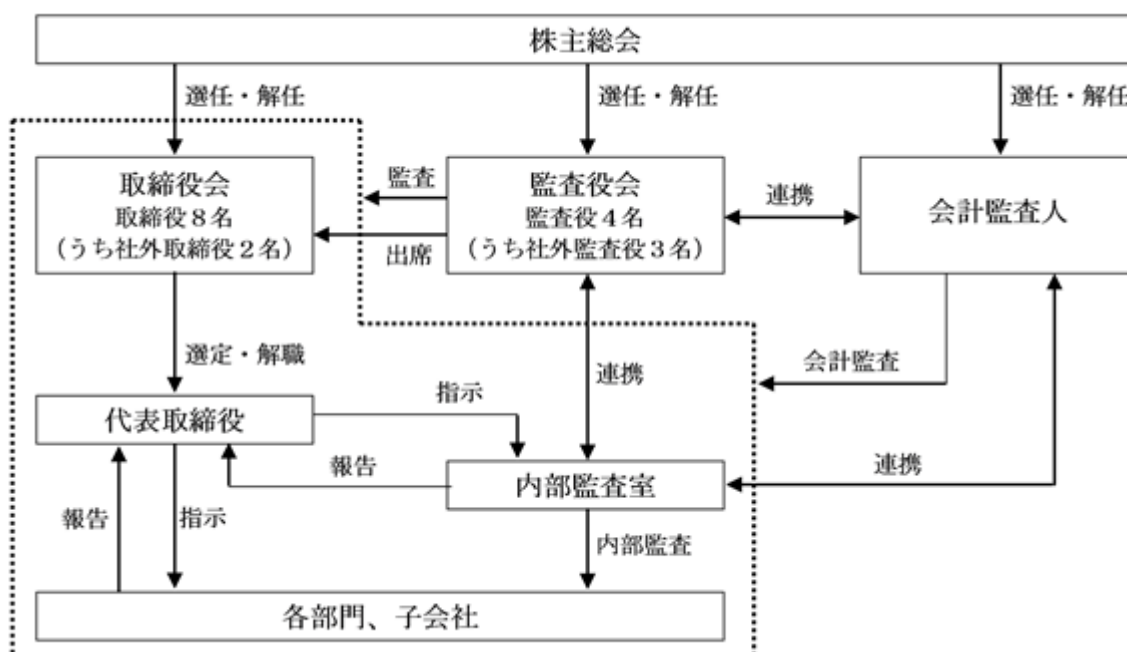 株主総会
選任・解任
選任・解任
選任・解任
取締役会
取締役8名
(うち社外取締役2名)
監査
出席
監査役会
監査役4名
(うち社外監査役3名)
連携
会計監査人
選定・解職
連携
会計監査
代表取締役
指示
報告
内部監査室
連携
報告
指示
内部監査
各部門、子会社